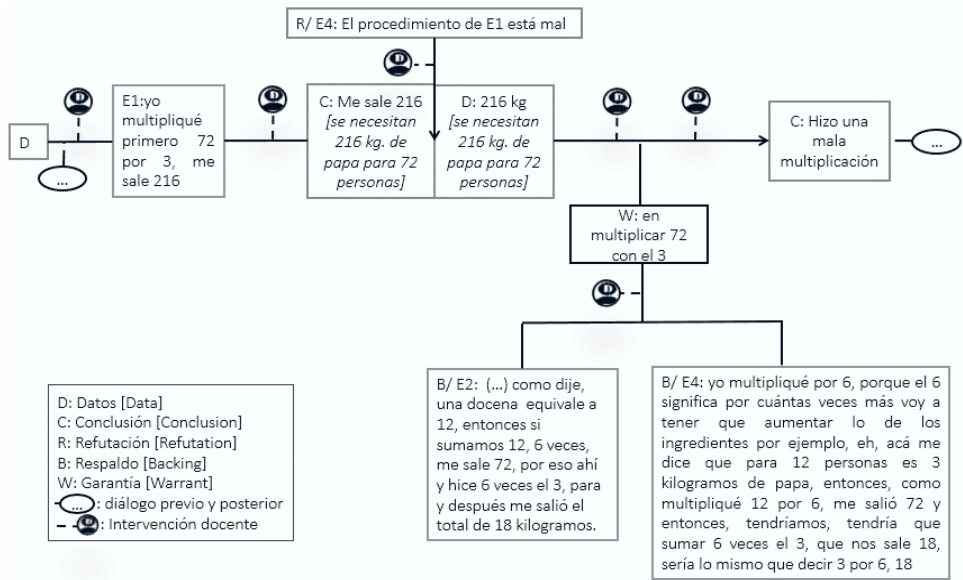 R/ E4: El procedimiento de E1 está mal
D
...
E1:yo
multipliqué
primero 72
por 3, me
sale 216
C: Me sale 216
[se necesitan
216 kg. de
papa para 72
personas]
D: 216 kg
[se necesitan
216 kg. de
papa para 72
personas]
C: Hizo una
mala
multiplicación
...
W: en
multiplicar 72
con el 3
B/ E2: (...) como dije,
una docena equivale a
12, entonces si
sumamos 12, 6 veces,
me sale 72, por eso ahí
y hice 6 veces el 3, para
y después me salió el
total de 18 kilogramos.
B/ E4: yo multipliqué por 6, porque el 6
significa por cuántas veces más voy a
tener que aumentar lo de los
ingredientes por ejemplo, eh, acá me
dice que para 12 personas es 3
kilogramos de papa, entonces, como
multipliqué 12 por 6, me salió 72 y
entonces, tendríamos, tendría que
sumar 6 veces el 3, que nos sale 18,
sería lo mismo que decir 3 por 6, 18
D: Datos [Data]
C: Conclusión [Conclusion]
R: Refutación [Refutation]
B: Respaldo [Backing]
W: Garantía [Warrant]
... : diálogo previo y posterior
D : Intervención docente